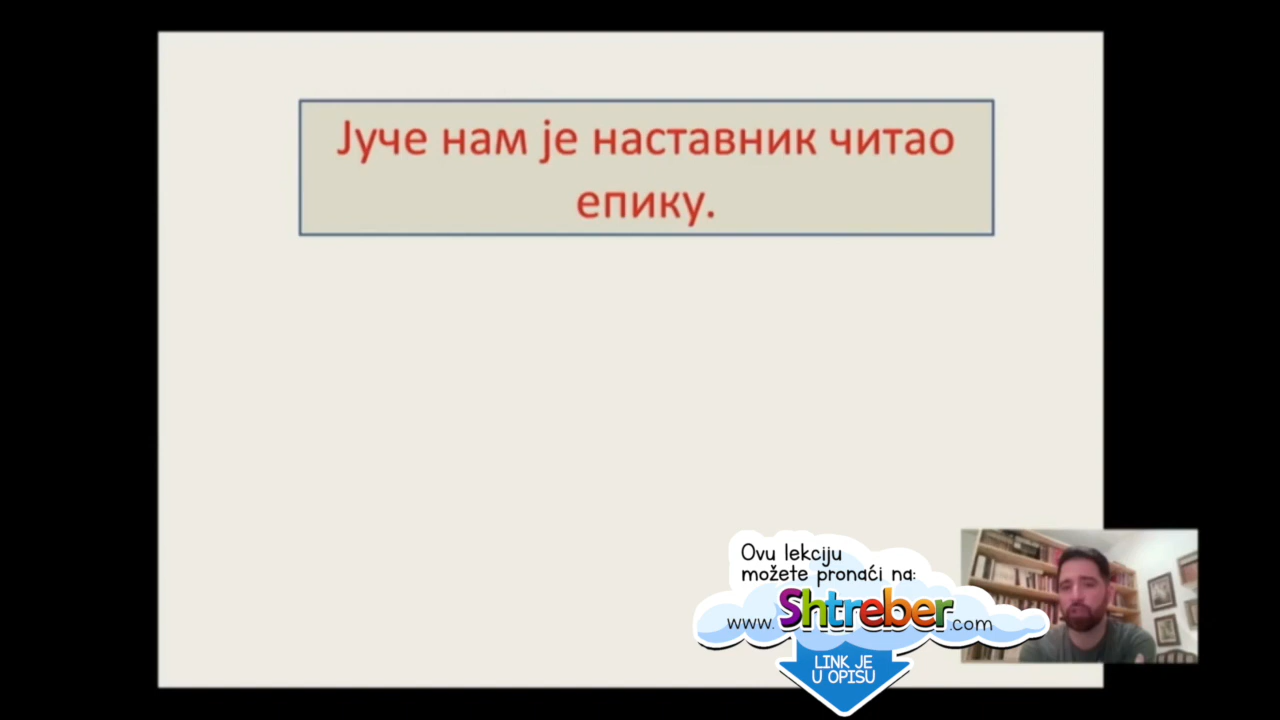 Јуче нам је наставник читао
епику.
Ovu lekciju
možete pronaći na:
www.Shtreber.com
LINK JE
U OPISU